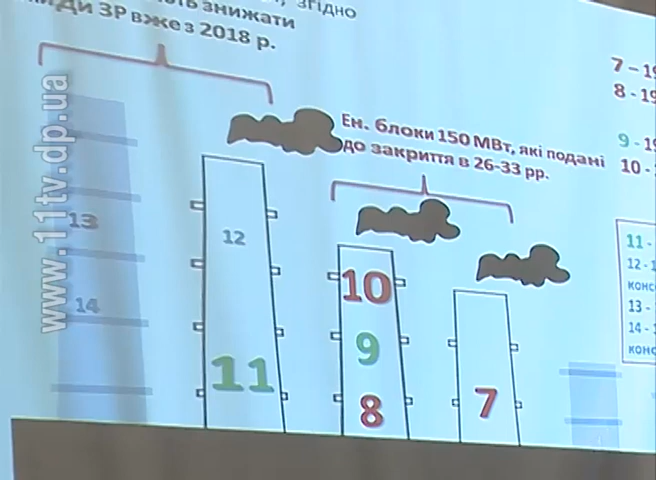 знижати
ЗР вже з 2018 р.
згідно
Ен. блоки 150 МВт, які подані
до закриття в 26-33 рр.
7 – 19
8 - 19
9 - 19
10 -
11 -
12 - 1
13 -
14 -
13
14
12
11
10
9
8
7
www.11tv.dp.ua